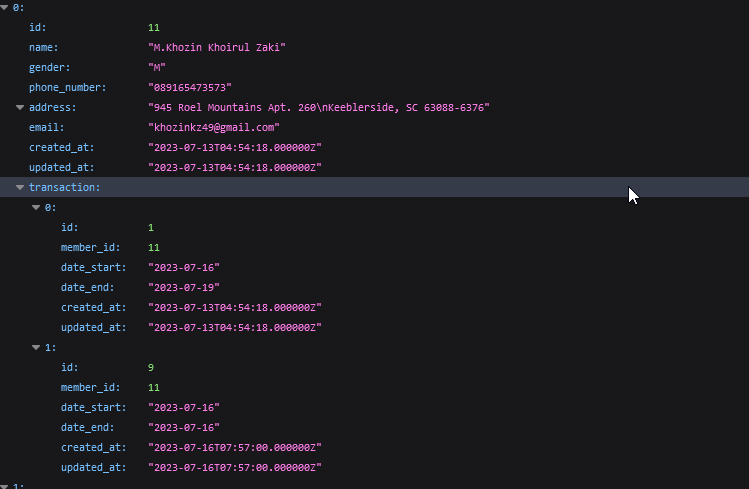 0:
id: 11
name: "M.Khozin Khoirul Zaki"
gender: "M"
phone_number: "089165473573"
address: "945 Roel Mountains Apt. 260\nKeeblerside, SC 63088-6376"
email: "khozinkz49@gmail.com"
created_at: "2023-07-13T04:54:18.000000Z"
updated_at: "2023-07-13T04:54:18.000000Z"
transaction:
0:
id: 1
member_id: 11
date_start: "2023-07-16"
date_end: "2023-07-19"
created_at: "2023-07-13T04:54:18.000000Z"
updated_at: "2023-07-13T04:54:18.000000Z"
1:
id: 9
member_id: 11
date_start: "2023-07-16"
date_end: "2023-07-16"
created_at: "2023-07-16T07:57:00.000000Z"
updated_at: "2023-07-16T07:57:00.000000Z"
1: